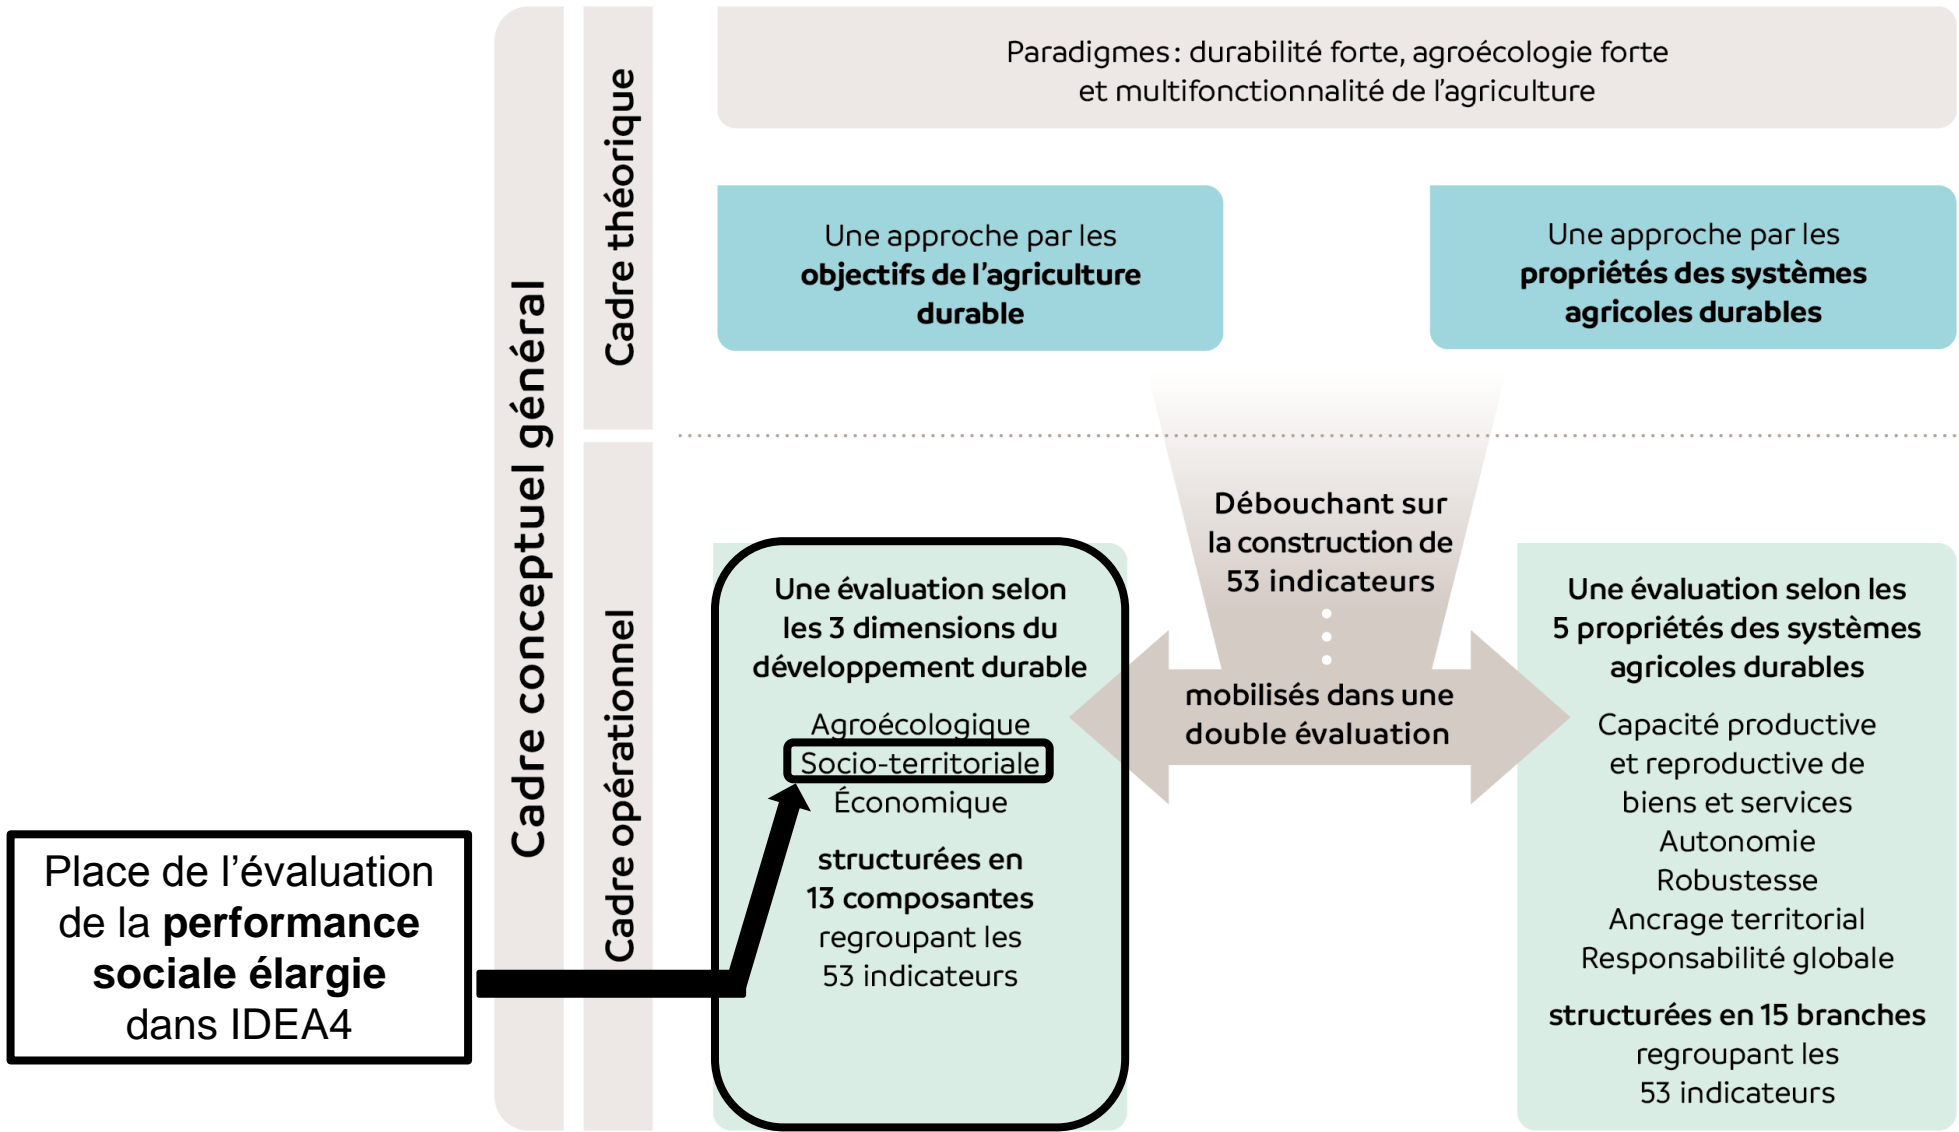 Cadre conceptuel général
Cadre théorique
Paradigmes : durabilité forte, agroécologie forte
et multifonctionnalité de l'agriculture
Une approche par les
objectifs de l'agriculture
durable
Une approche par les
propriétés des systèmes
agricoles durables
Cadre opérationnel
Débouchant sur
la construction de
53 indicateurs
mobilisés dans une
double évaluation
Une évaluation selon
les 3 dimensions du
développement durable
Agroécologique
Socio-territoriale
Économique
structurées en
13 composantes
regroupant les
53 indicateurs
Une évaluation selon les
5 propriétés des systèmes
agricoles durables
Capacité productive
et reproductive de
biens et services
Autonomie
Robustesse
Ancrage territorial
Responsabilité globale
structurées en 15 branches
regroupant les
53 indicateurs
Place de l'évaluation
de la performance
sociale élargie
dans IDEA4